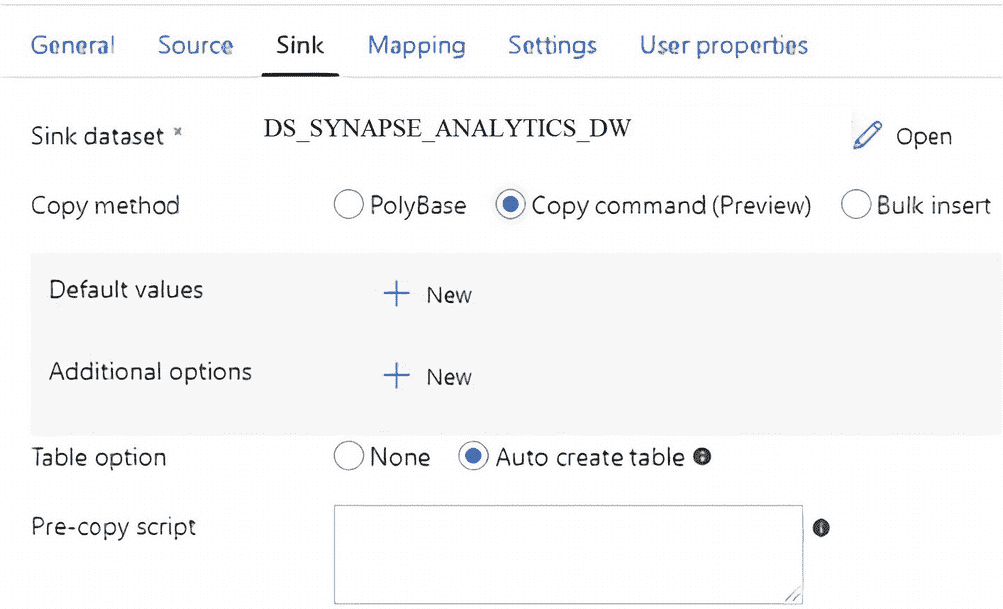 General Source Sink Mapping Settings User properties
Sink dataset * DS_SYNAPSE_ANALYTICS_DW Open
Copy method PolyBase Copy command (Preview) Bulk insert
Default values + New
Additional options + New
Table option None Auto create table
Pre-copy script